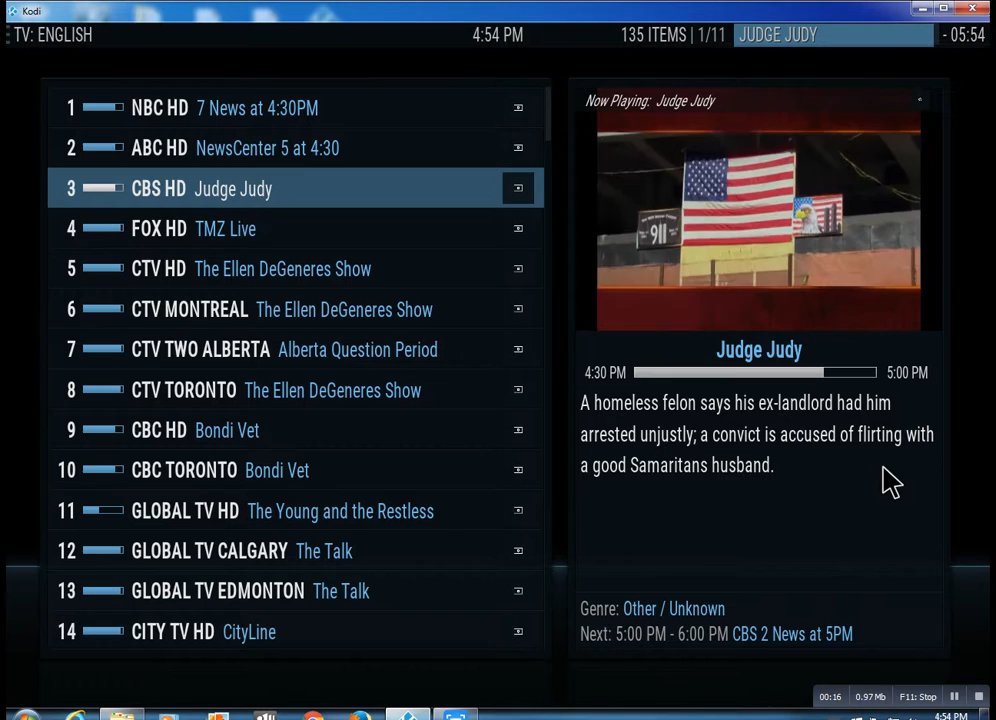 Kodi
TV: ENGLISH
4:54 PM
135 ITEMS | 1/11
JUDGE JUDY
- 05:54
1 NBC HD 7 News at 4:30PM
2 ABC HD NewsCenter 5 at 4:30
3 CBS HD Judge Judy
4 FOX HD TMZ Live
5 CTV HD The Ellen DeGeneres Show
6 CTV MONTREAL The Ellen DeGeneres Show
7 CTV TWO ALBERTA Alberta Question Period
8 CTV TORONTO The Ellen DeGeneres Show
9 CBC HD Bondi Vet
10 CBC TORONTO Bondi Vet
11 GLOBAL TV HD The Young and the Restless
12 GLOBAL TV CALGARY The Talk
13 GLOBAL TV EDMONTON The Talk
14 CITY TV HD CityLine
Now Playing: Judge Judy
911
Judge Judy
4:30 PM 5:00 PM
A homeless felon says his ex-landlord had him
arrested unjustly; a convict is accused of flirting with
a good Samaritans husband.
Genre: Other / Unknown
Next: 5:00 PM - 6:00 PM CBS 2 News at 5PM
00:16 0.97 Mb F11: Stop
4:54 PM